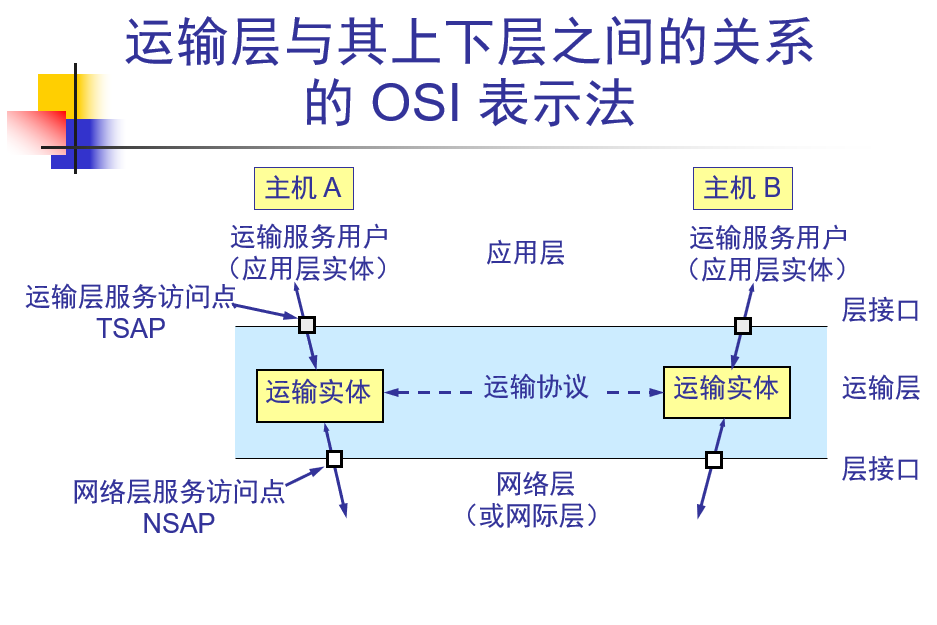 运输层与其上下层之间的关系
的 OSI 表示法
主机 A
主机 B
运输服务用户
（应用层实体）
应用层
运输服务用户
（应用层实体）
运输层服务访问点
TSAP
层接口
运输实体
运输协议
运输实体
运输层
层接口
网络层服务访问点
NSAP
网络层
（或网际层）